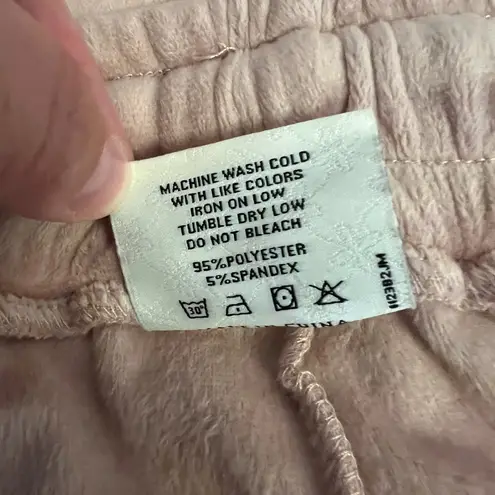 MACHINE WASH COLD
WITH LIKE COLORS
IRON ON LOW
TUMBLE DRY LOW
DO NOT BLEACH
95%POLYESTER
5%SPANDEX
30°
CHINA